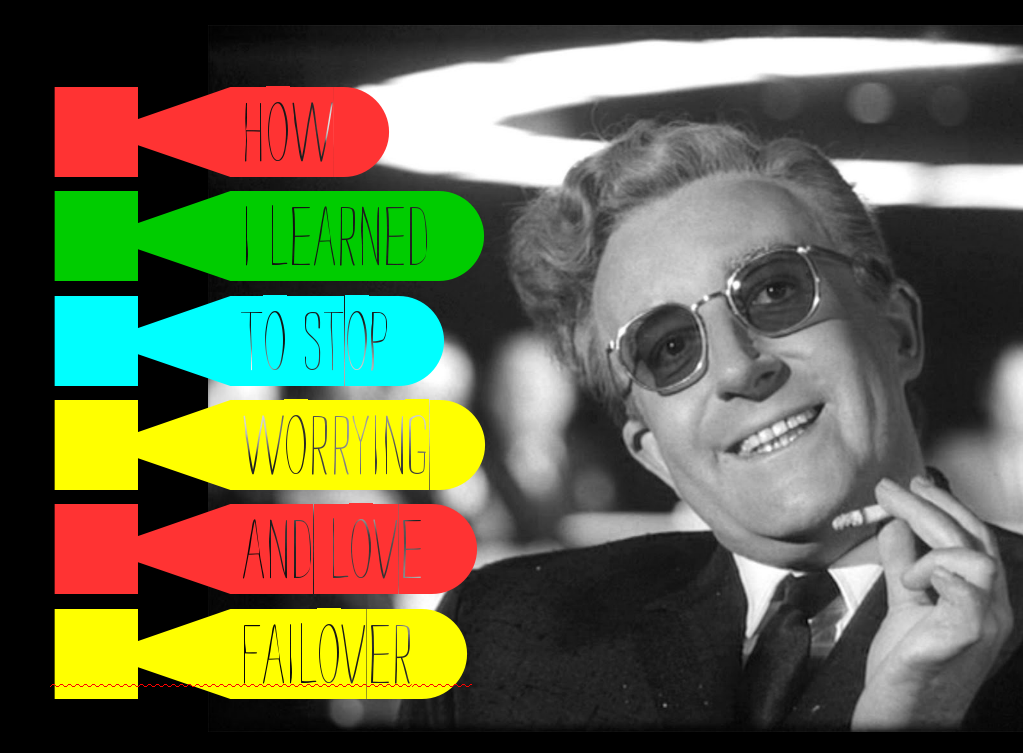 HOW
I LEARNED
TO STOP
WORRYING
AND LOVE
FAILOVER